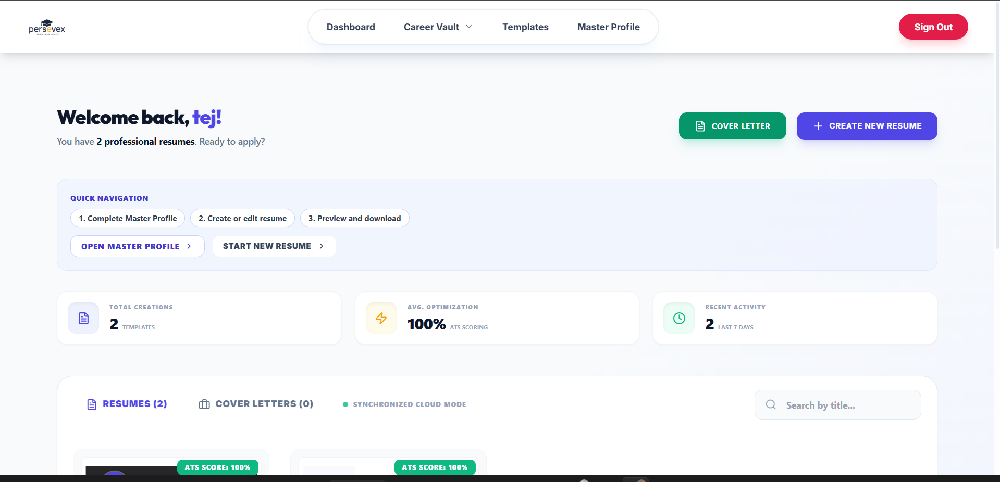 persevex
Dashboard
Career Vault
Templates
Master Profile
Sign Out
Welcome back, tej!
You have 2 professional resumes. Ready to apply?
COVER LETTER
CREATE NEW RESUME
QUICK NAVIGATION
1. Complete Master Profile
2. Create or edit resume
3. Preview and download
OPEN MASTER PROFILE
START NEW RESUME
TOTAL CREATIONS
2 TEMPLATES
AVG. OPTIMIZATION
100% ATS SCORING
RECENT ACTIVITY
2 LAST 7 DAYS
RESUMES (2)
COVER LETTERS (0)
SYNCHRONIZED CLOUD MODE
Search by title...
ATS SCORE: 100%
ATS SCORE: 100%